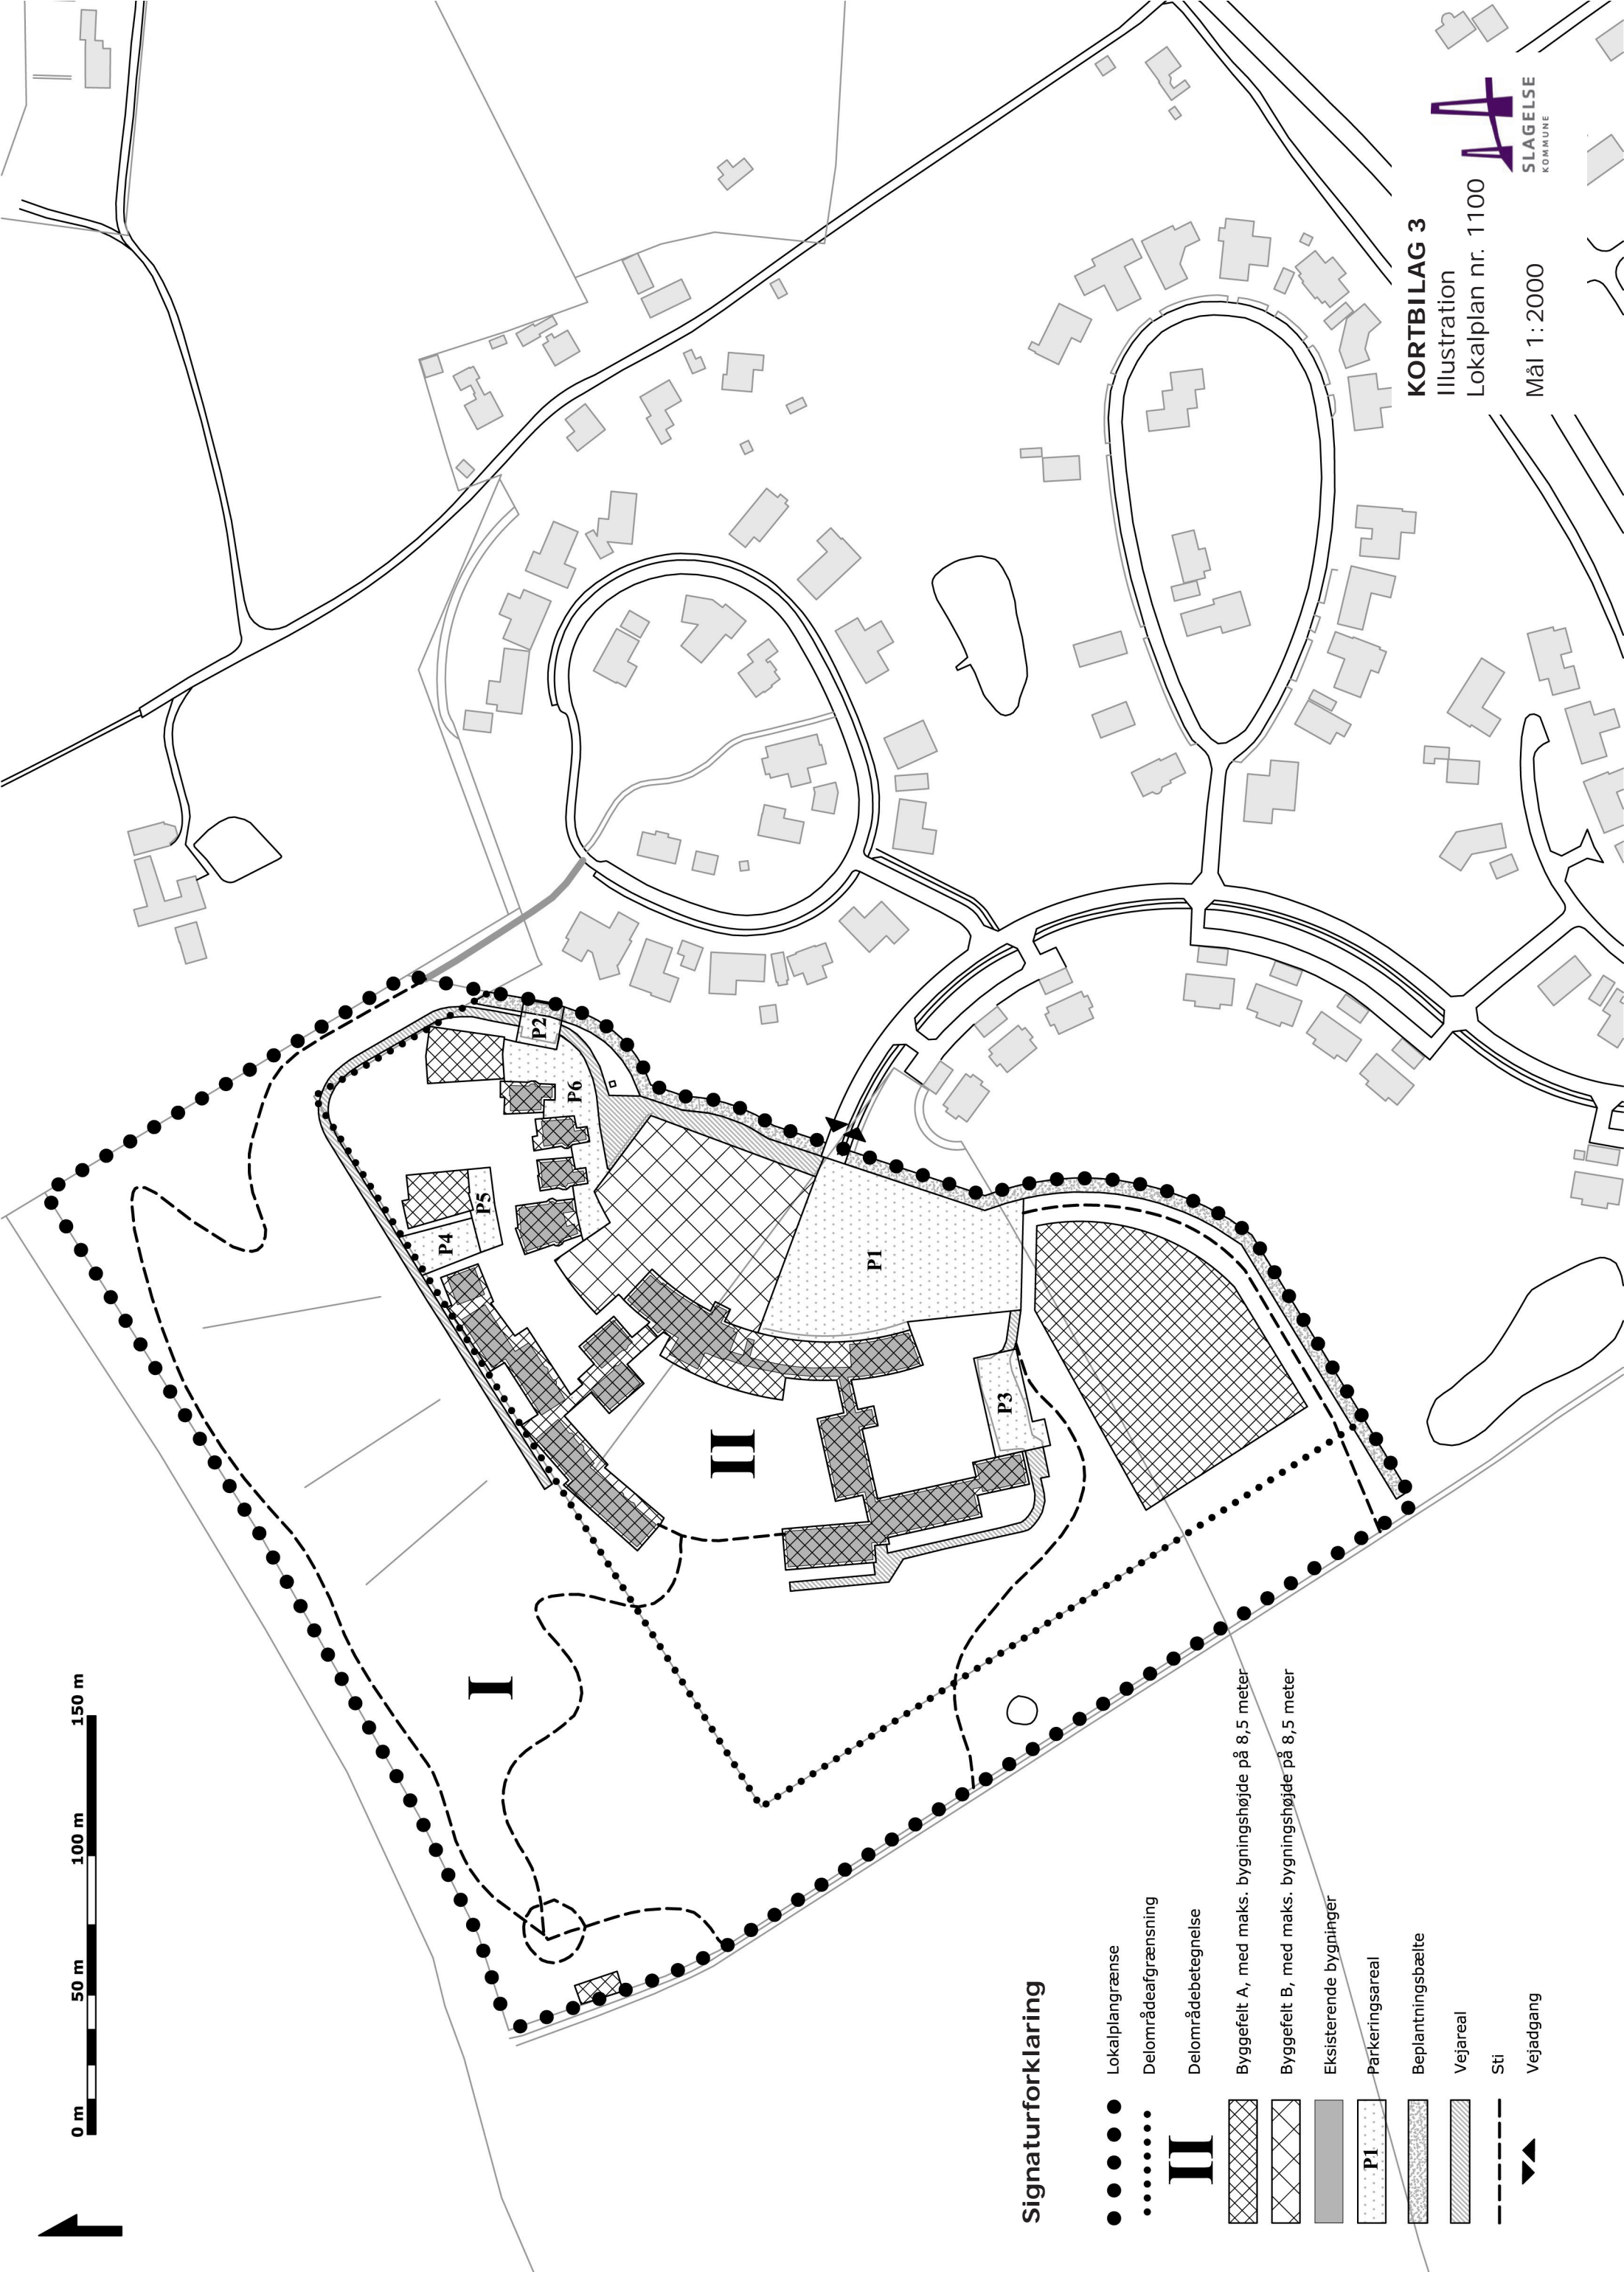 0 m 50 m 100 m 150 m
I
II
P1
P2
P3
P4
P5
P6
Signaturforklaring
Lokalplangrænse
Delområdeafgrænsning
II Delområdebetegnelse
Byggefelt A, med maks. bygningshøjde på 8,5 meter
Byggefelt B, med maks. bygningshøjde på 8,5 meter
Eksisterende bygninger
P1 Parkeringsareal
Beplantningsbælte
Vejareal
Sti
Vejadgang
KORTBILAG 3
Illustration
Lokalplan nr. 1100
Mål 1:2000
SLAGELSE
KOMMUNE